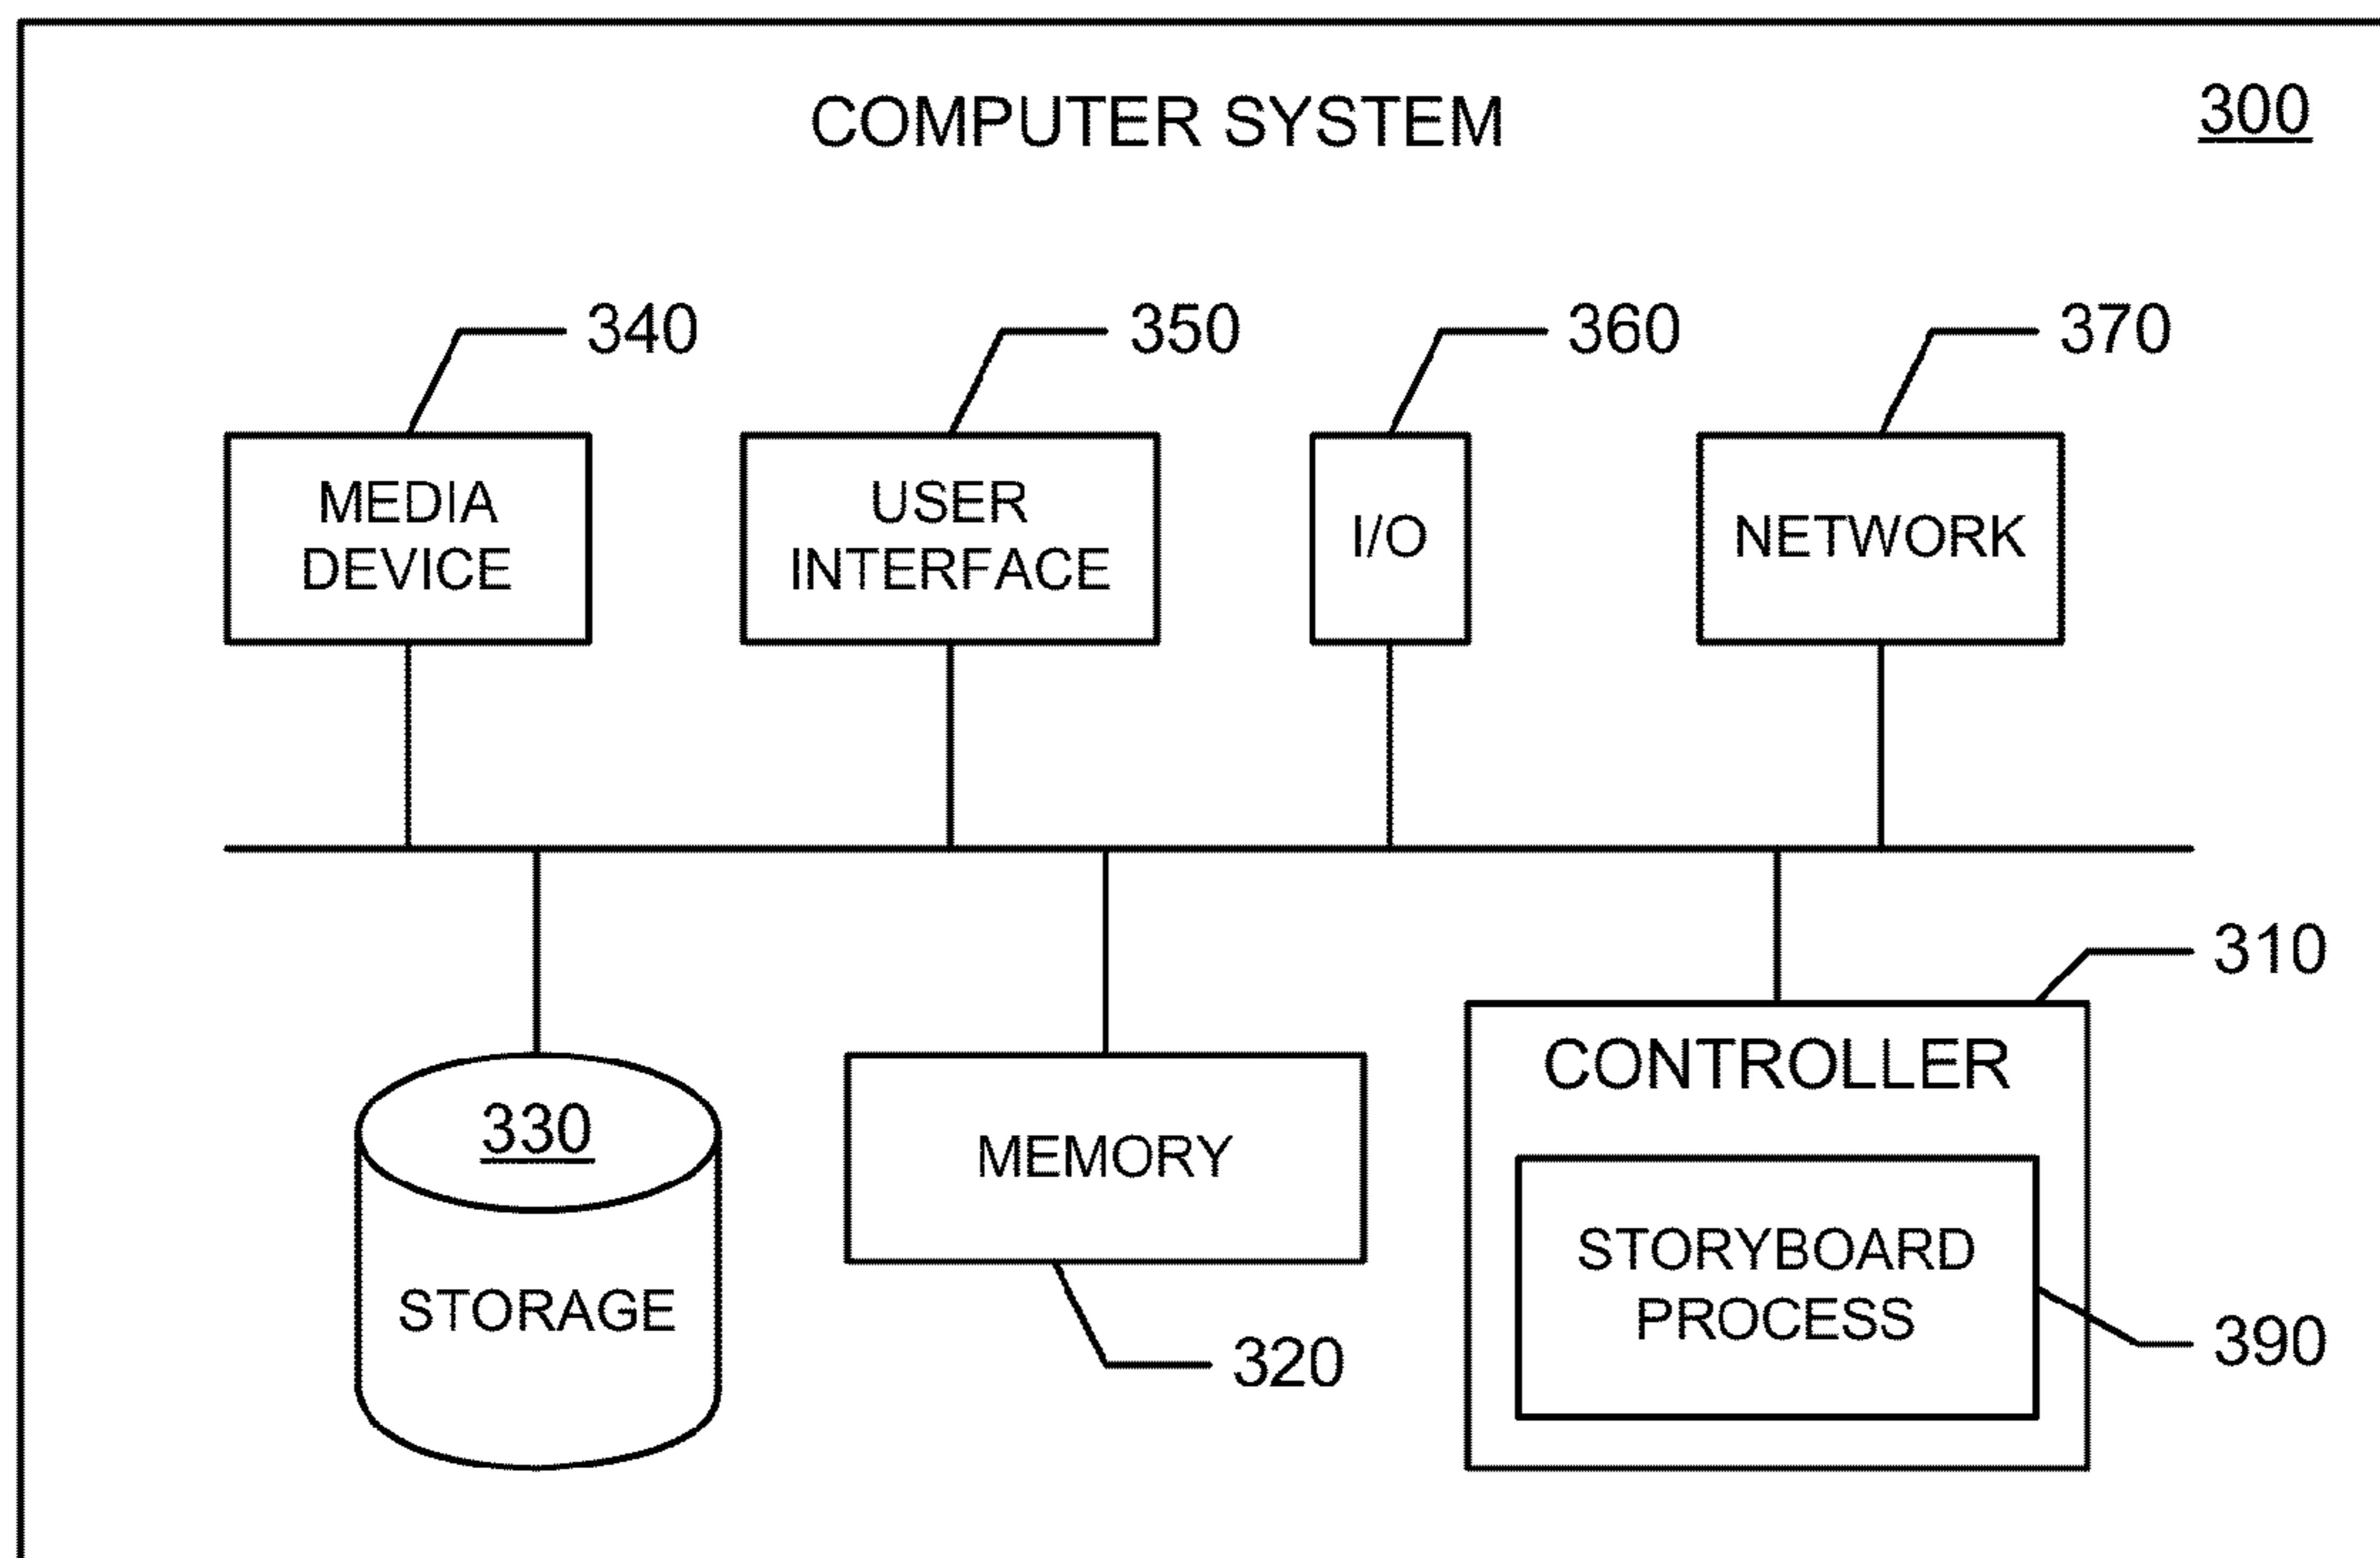 COMPUTER SYSTEM
300
340
350
360
370
MEDIA
DEVICE
USER
INTERFACE
I/O
NETWORK
310
CONTROLLER
330
STORAGE
MEMORY
320
STORYBOARD
PROCESS
390